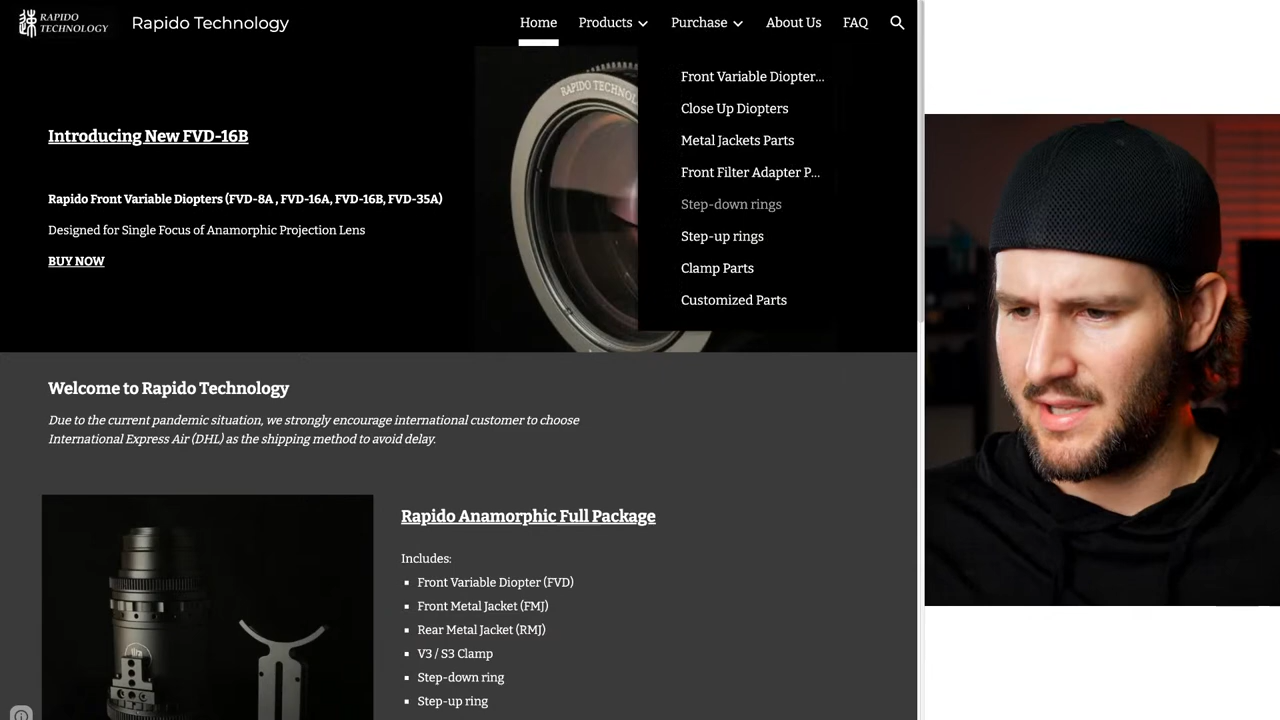 RAPIDO
TECHNOLOGY
Rapido Technology
Home
Products
Purchase
About Us
FAQ
Front Variable Diopter...
Close Up Diopters
Metal Jackets Parts
Front Filter Adapter P...
Step-down rings
Step-up rings
Clamp Parts
Customized Parts
RAPIDO TECHNOLO
Introducing New FVD-16B
Rapido Front Variable Diopters (FVD-8A , FVD-16A, FVD-16B, FVD-35A)
Designed for Single Focus of Anamorphic Projection Lens
BUY NOW
Welcome to Rapido Technology
Due to the current pandemic situation, we strongly encourage international customer to choose
International Express Air (DHL) as the shipping method to avoid delay.
Rapido Anamorphic Full Package
Includes:
Front Variable Diopter (FVD)
Front Metal Jacket (FMJ)
Rear Metal Jacket (RMJ)
V3 / S3 Clamp
Step-down ring
Step-up ring